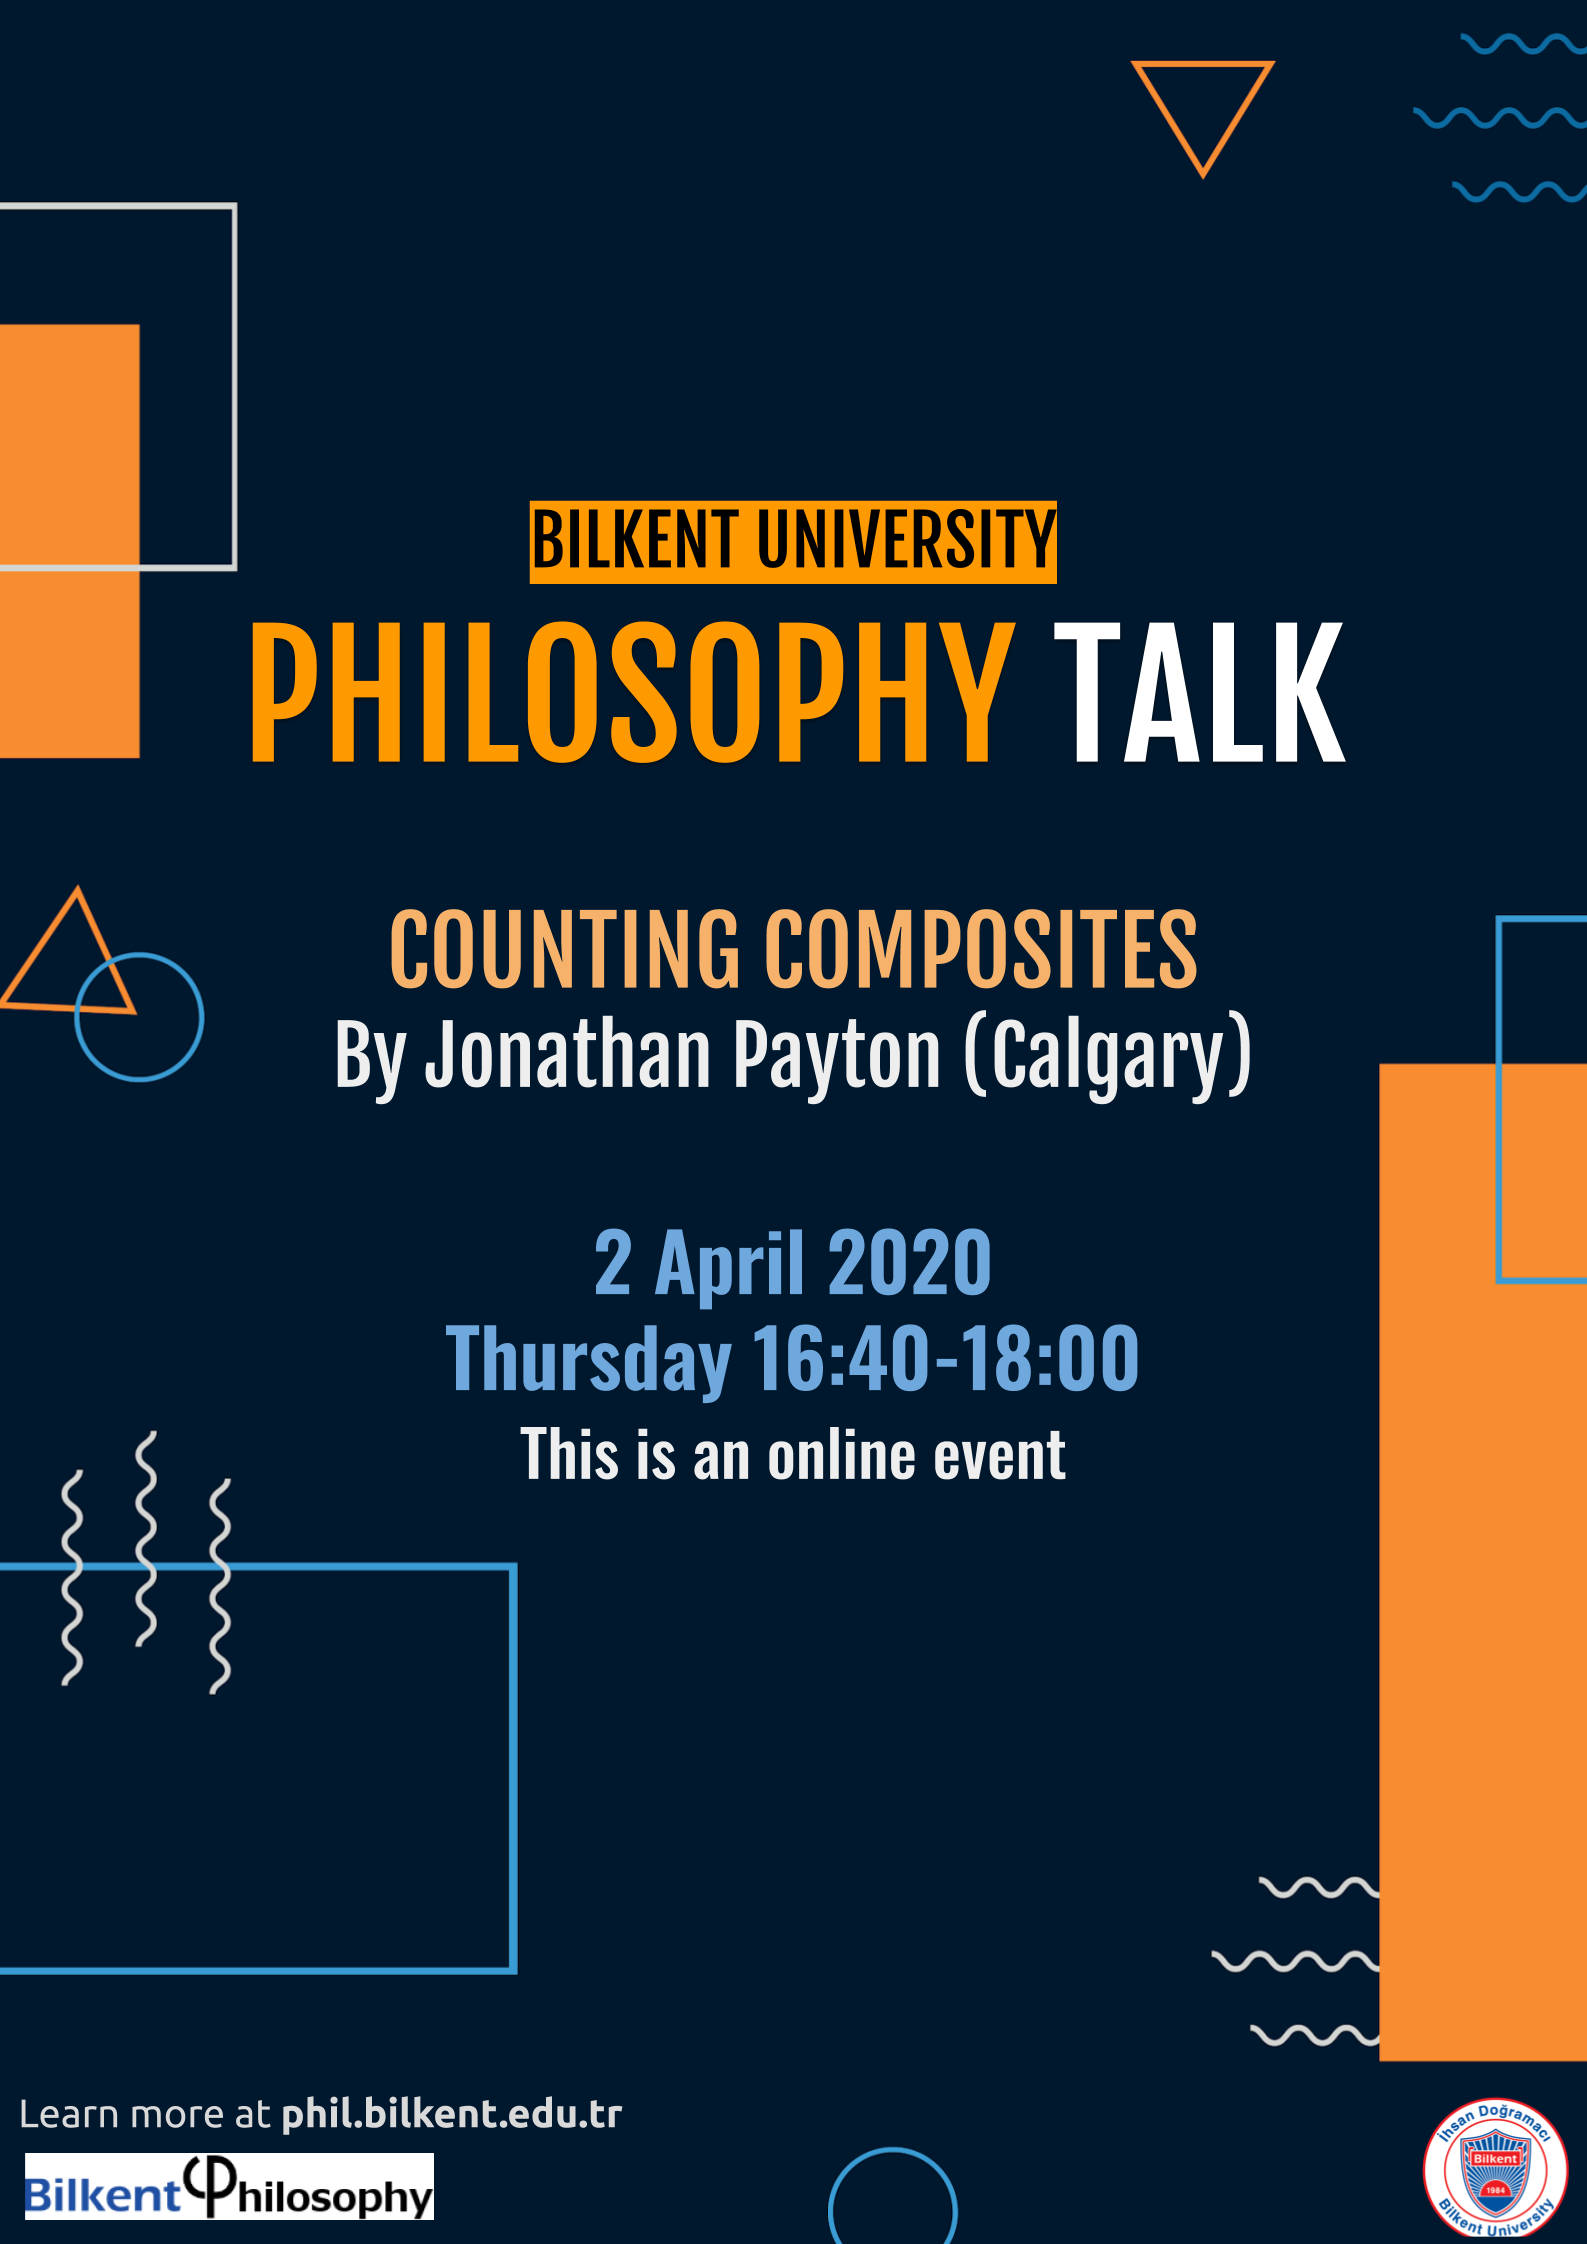 BILKENT UNIVERSITY
PHILOSOPHY TALK
COUNTING COMPOSITES
By Jonathan Payton (Calgary)
2 April 2020
Thursday 16:40-18:00
This is an online event
Learn more at phil.bilkent.edu.tr
Bilkent Philosophy
İhsan Doğramacı
Bilkent
1984
Bilkent University